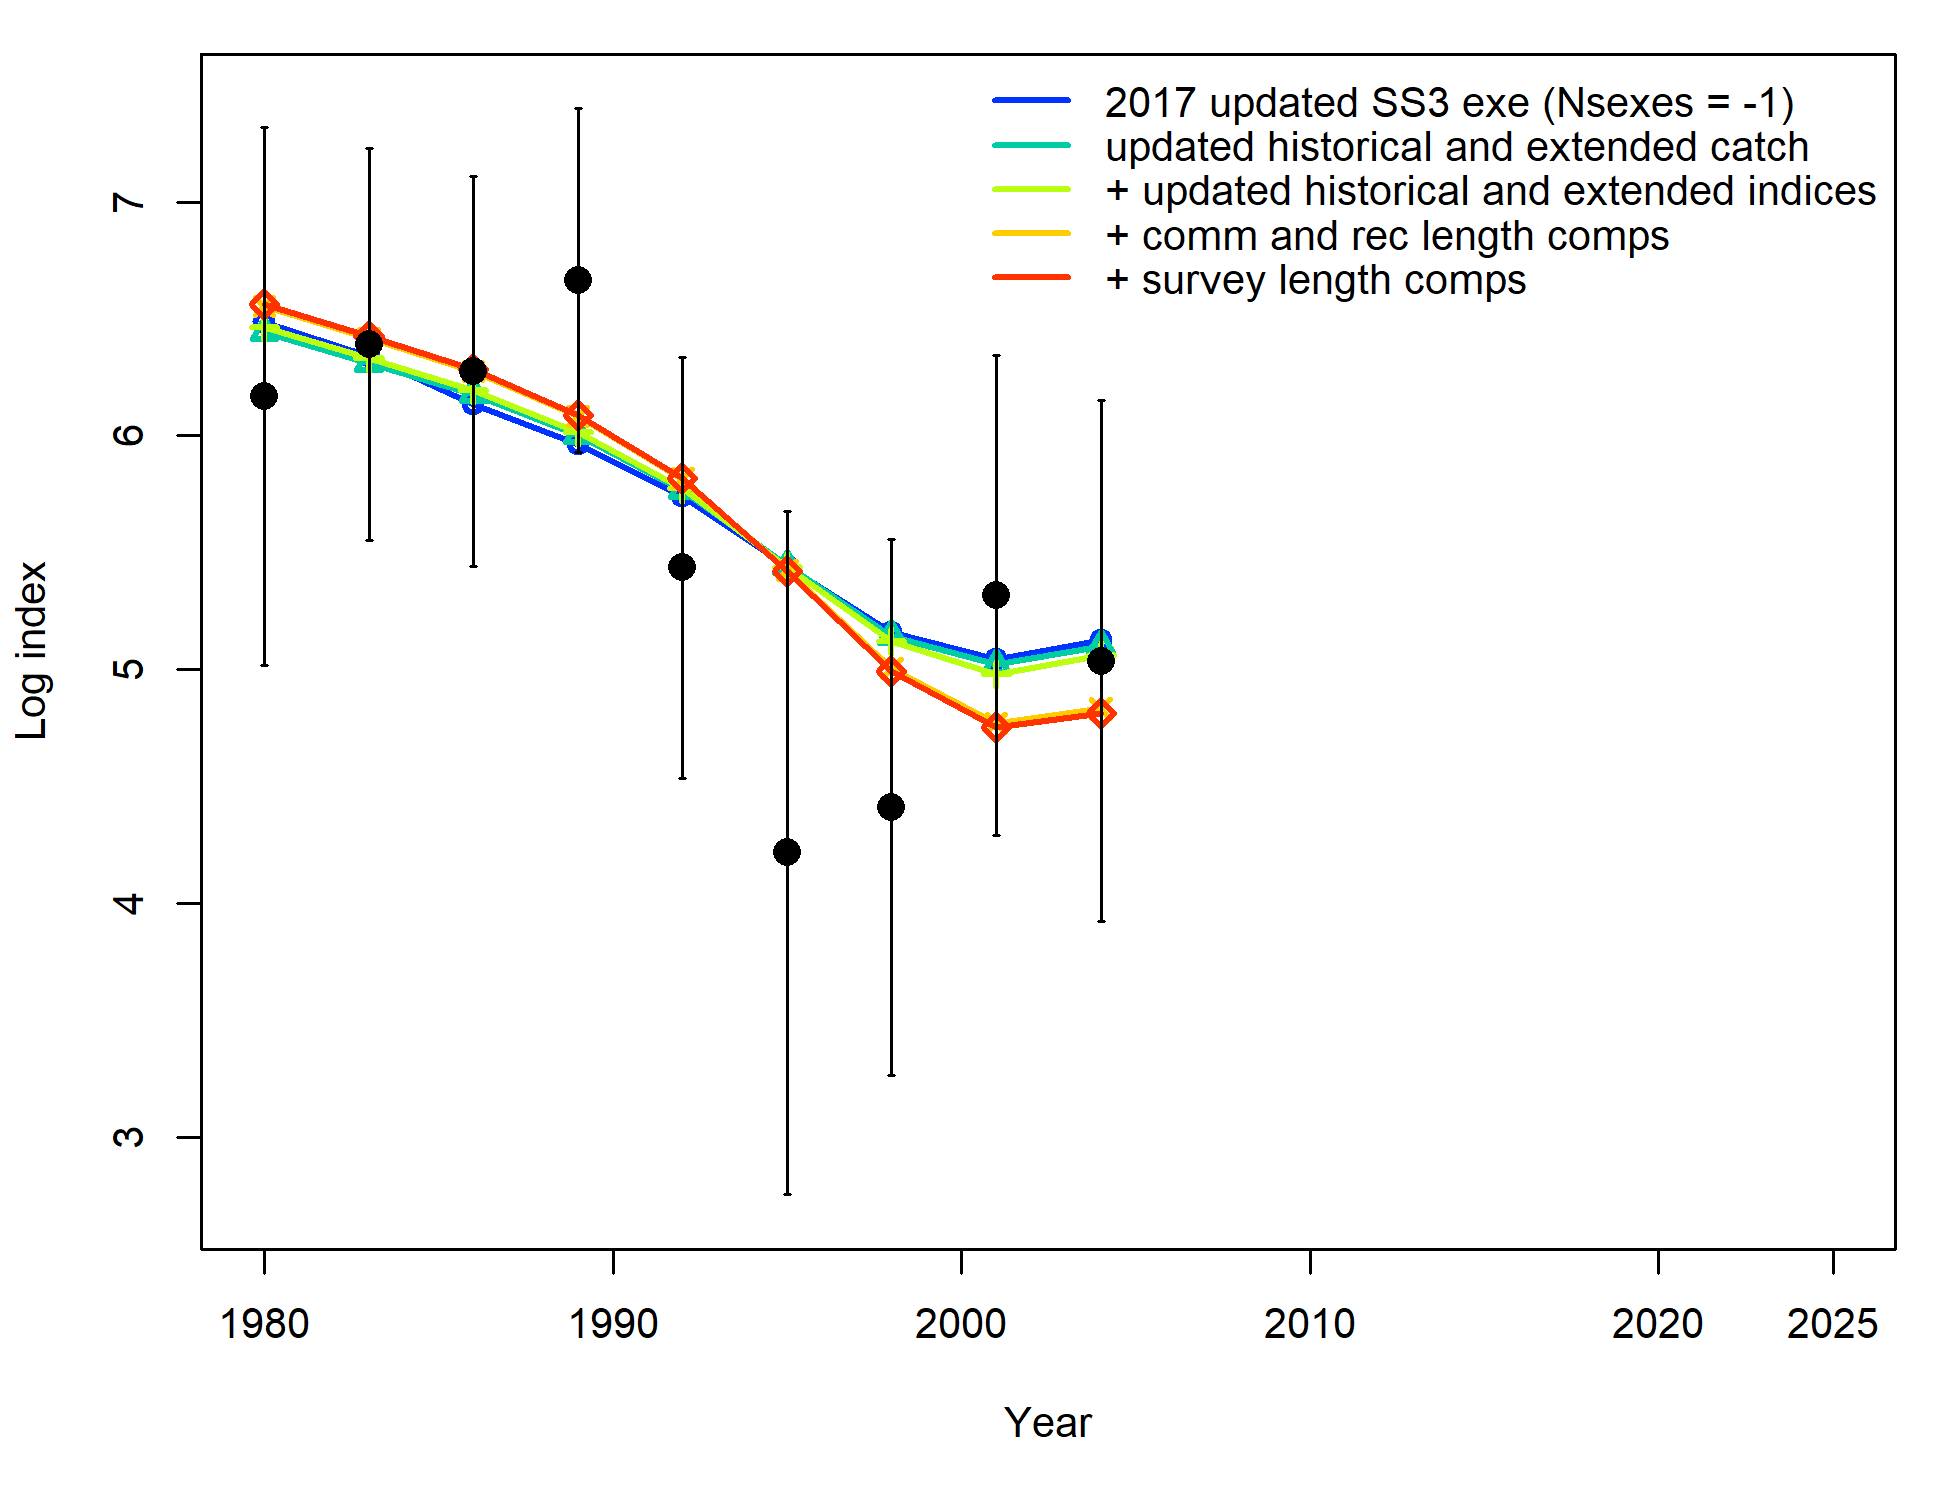 2017 updated SS3 exe (Nsexes = -1)
updated historical and extended catch
+ updated historical and extended indices
+ comm and rec length comps
+ survey length comps
7
6
5
4
3
Log index
1980 1990 2000 2010 2020 2025
Year